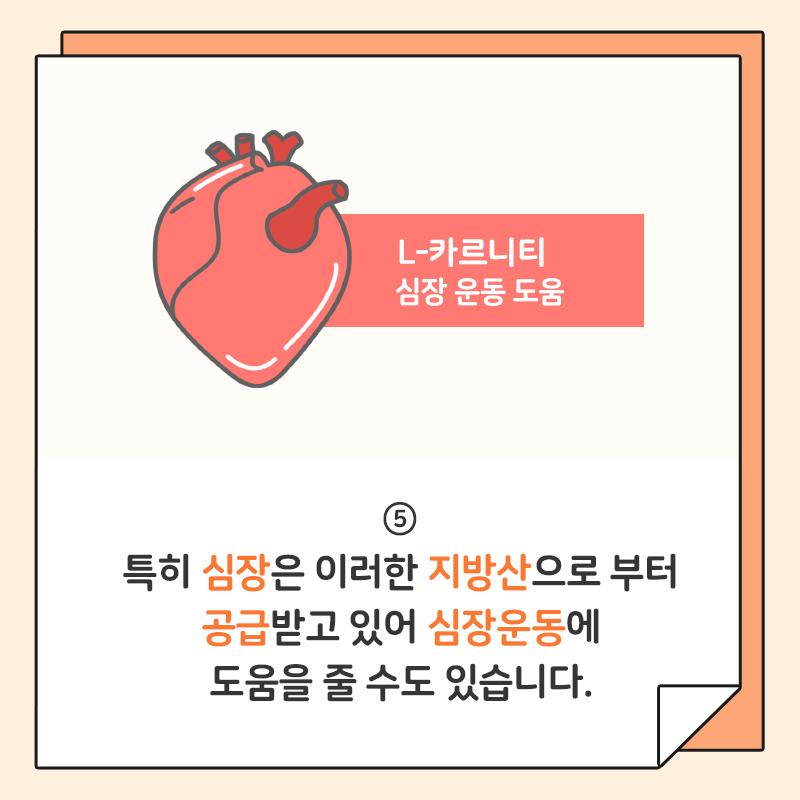 L-카르니티
심장 운동 도움
⑤
특히 심장은 이러한 지방산으로 부터
공급받고 있어 심장운동에
도움을 줄 수도 있습니다.